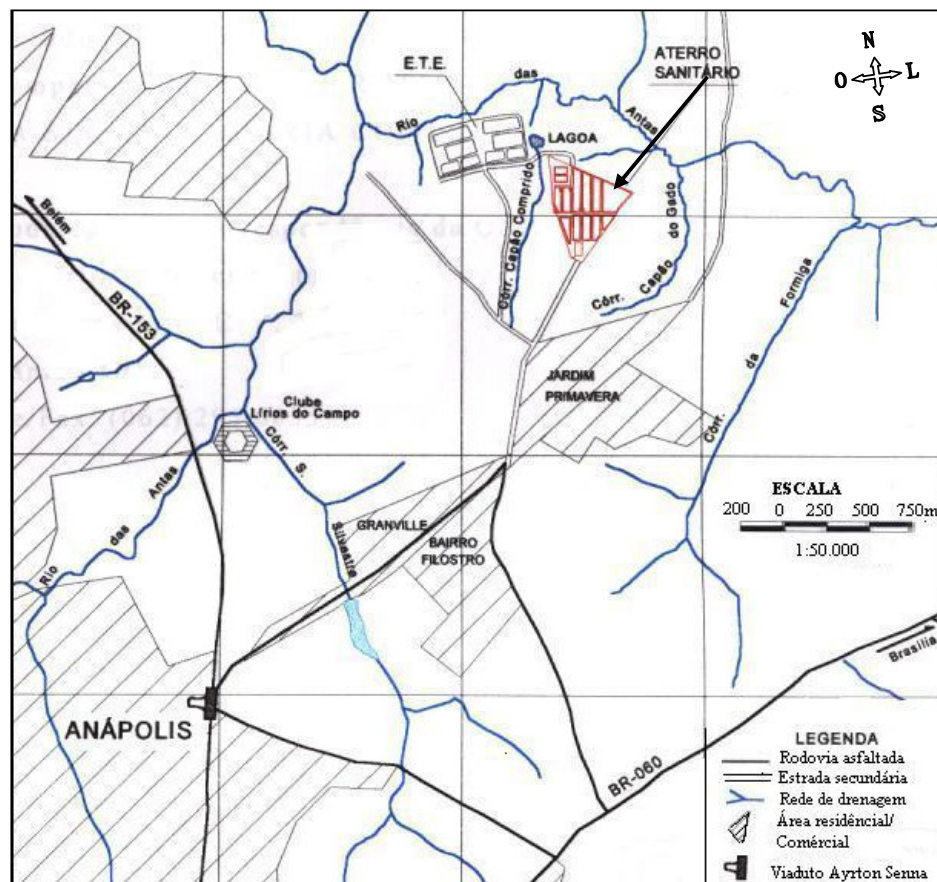 ATERRO
SANITÁRIO
N
O L
S
E.T.E.
Rio
das
Antas
LAGOA
Córr. Capão Comprido
Córr. Capão
do Gado
Belém
BR-153
Córr.
da
Formiga
JARDIM
PRIMAVERA
Clube
Lírios do Campo
Córr. S.
Silvestre
Rio
das
Antas
GRANVILLE
BAIRRO
FILOSTRO
ESCALA
200 0 250 500 750m
1:50.000
Brasília
ANÁPOLIS
BR-060
LEGENDA
Rodovia asfaltada
Estrada secundária
Rede de drenagem
Área residêncial/
Comércial
Viaduto Ayrton Senna